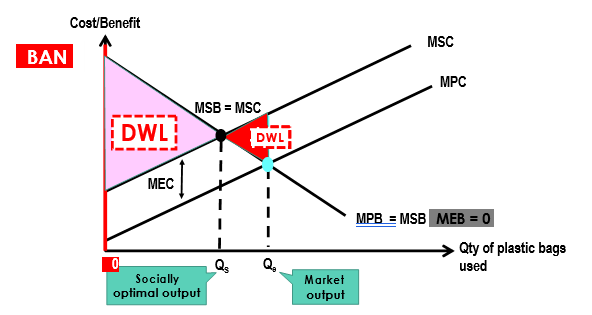 Cost/Benefit
MSC
BAN
MPC
MSB = MSC
DWL
DWL
MEC
MPB = MSB MEB = 0
0
Qs
Qe
Qty of plastic bags
used
Socially
optimal output
Market
output